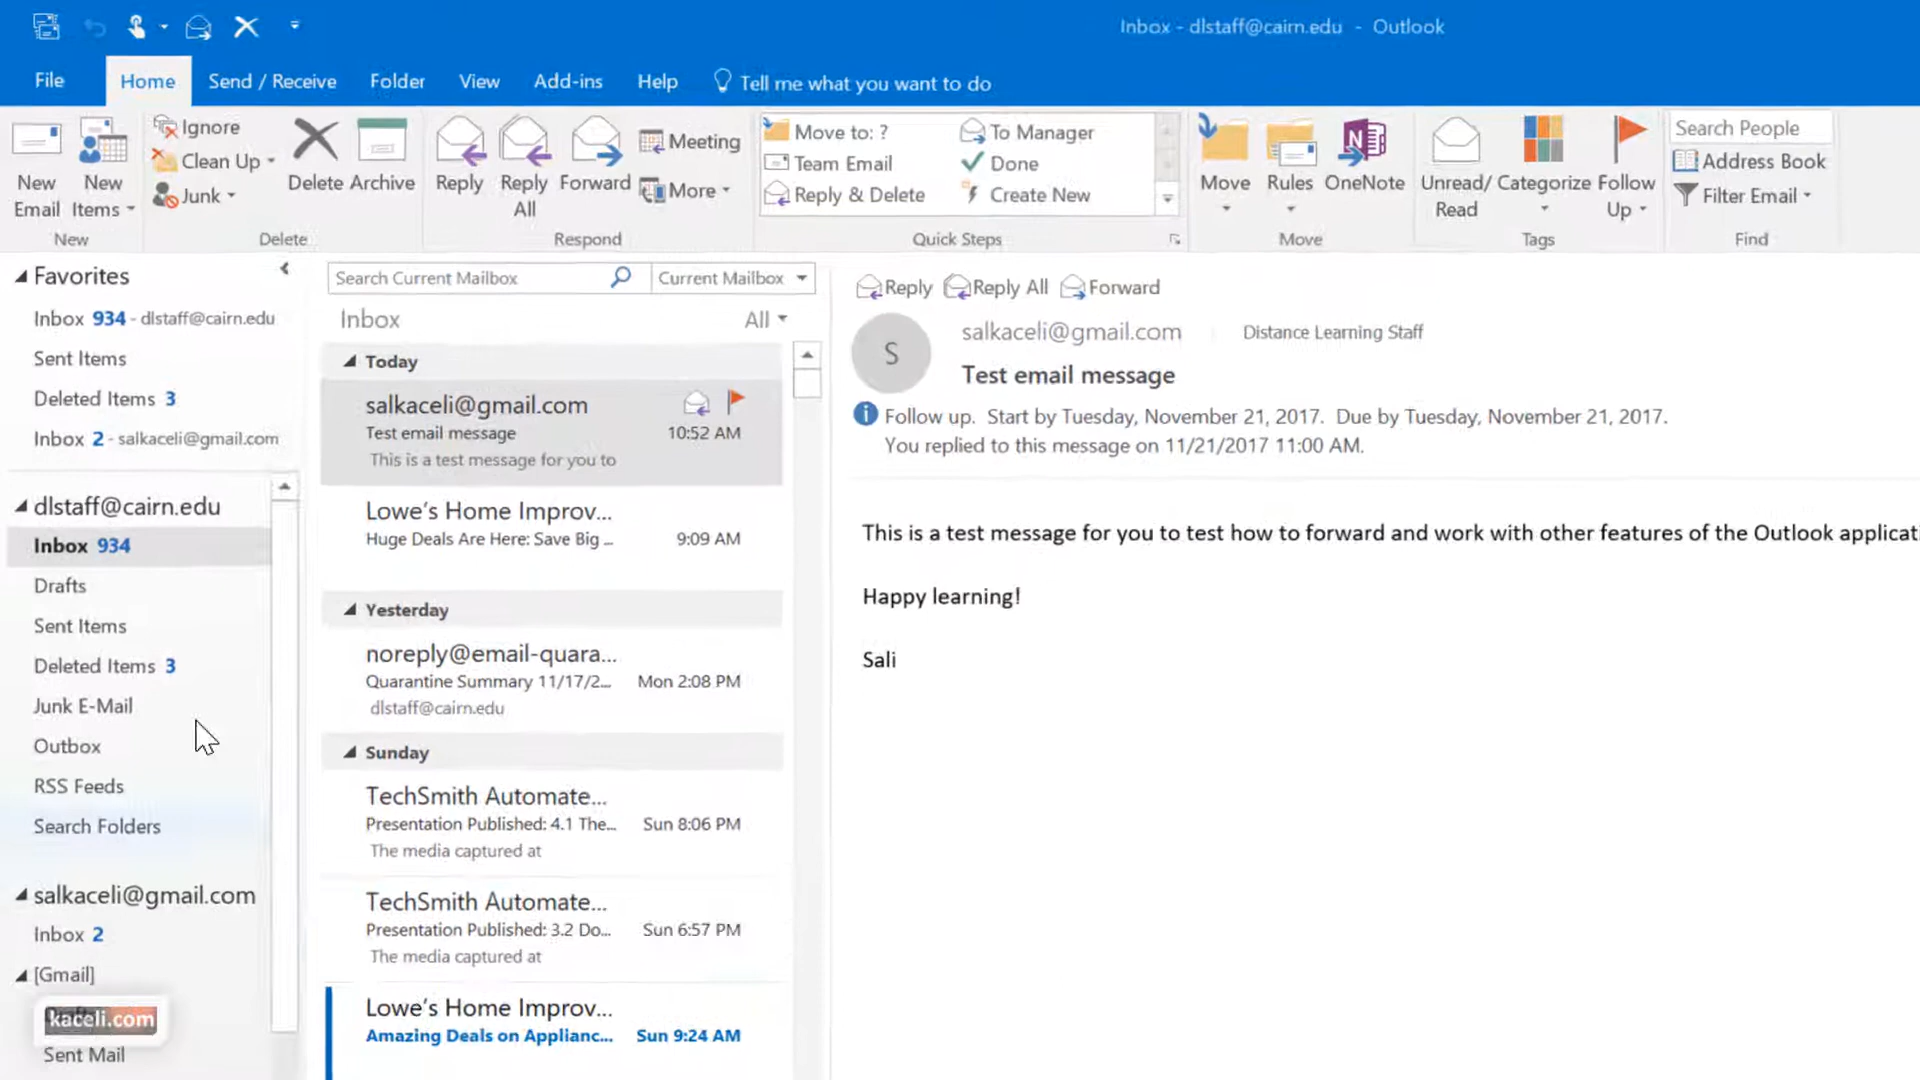 Inbox - dlstaff@cairn.edu - Outlook
File Home Send / Receive Folder View Add-ins Help Tell me what you want to do
New Email
New Items
New
Ignore
Clean Up
Junk
Delete
Archive
Delete
Reply
Reply All
Forward
Meeting
More
Respond
Move to: ?
Team Email
Reply & Delete
To Manager
Done
Create New
Quick Steps
Move
Rules
OneNote
Move
Unread/ Read
Categorize
Follow Up
Tags
Search People
Address Book
Filter Email
Find
Favorites
Inbox 934 - dlstaff@cairn.edu
Sent Items
Deleted Items 3
Inbox 2 - salkaceli@gmail.com
dlstaff@cairn.edu
Inbox 934
Drafts
Sent Items
Deleted Items 3
Junk E-Mail
Outbox
RSS Feeds
Search Folders
salkaceli@gmail.com
Inbox 2
[Gmail]
kaceli.com
Sent Mail
Search Current Mailbox
Current Mailbox
Inbox
All
Today
salkaceli@gmail.com
Test email message 10:52 AM
This is a test message for you to
Lowe's Home Improv...
Huge Deals Are Here: Save Big ... 9:09 AM
Yesterday
noreply@email-quara...
Quarantine Summary 11/17/2... Mon 2:08 PM
dlstaff@cairn.edu
Sunday
TechSmith Automate...
Presentation Published: 4.1 The... Sun 8:06 PM
The media captured at
TechSmith Automate...
Presentation Published: 3.2 Do... Sun 6:57 PM
The media captured at
Lowe's Home Improv...
Amazing Deals on Applianc... Sun 9:24 AM
Reply Reply All Forward
S
salkaceli@gmail.com Distance Learning Staff
Test email message
Follow up. Start by Tuesday, November 21, 2017. Due by Tuesday, November 21, 2017.
You replied to this message on 11/21/2017 11:00 AM.
This is a test message for you to test how to forward and work with other features of the Outlook applicati
Happy learning!
Sali